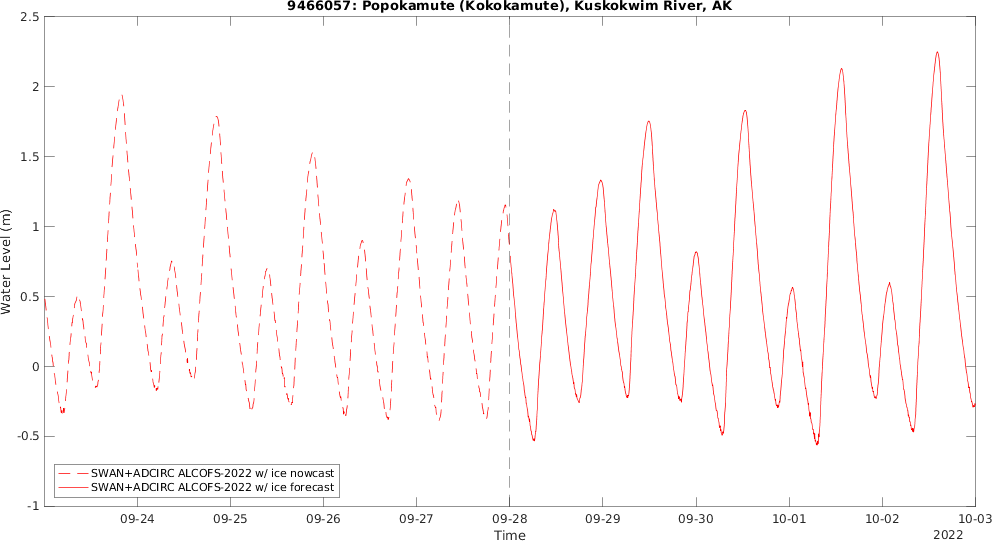 9466057: Popokamute (Kokokamute), Kuskokwim River, AK
2.5
2
1.5
1
0.5
0
-0.5
-1
Water Level (m)
SWAN+ADCIRC ALCOFS-2022 w/ ice nowcast
SWAN+ADCIRC ALCOFS-2022 w/ ice forecast
09-24 09-25 09-26 09-27 09-28 09-29 09-30 10-01 10-02 10-03
Time
2022